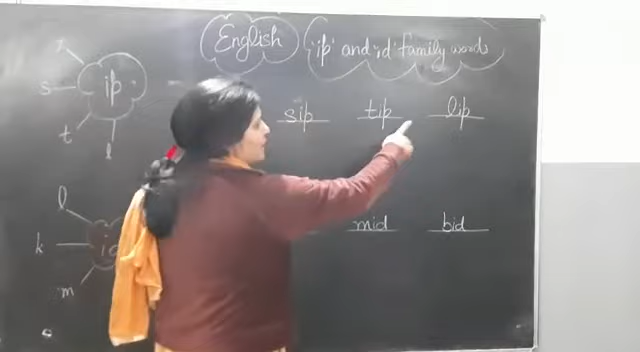 English 'ip' and 'id' family words
r
s ip
t
l
sip tip lip
l
k
m
mid bid